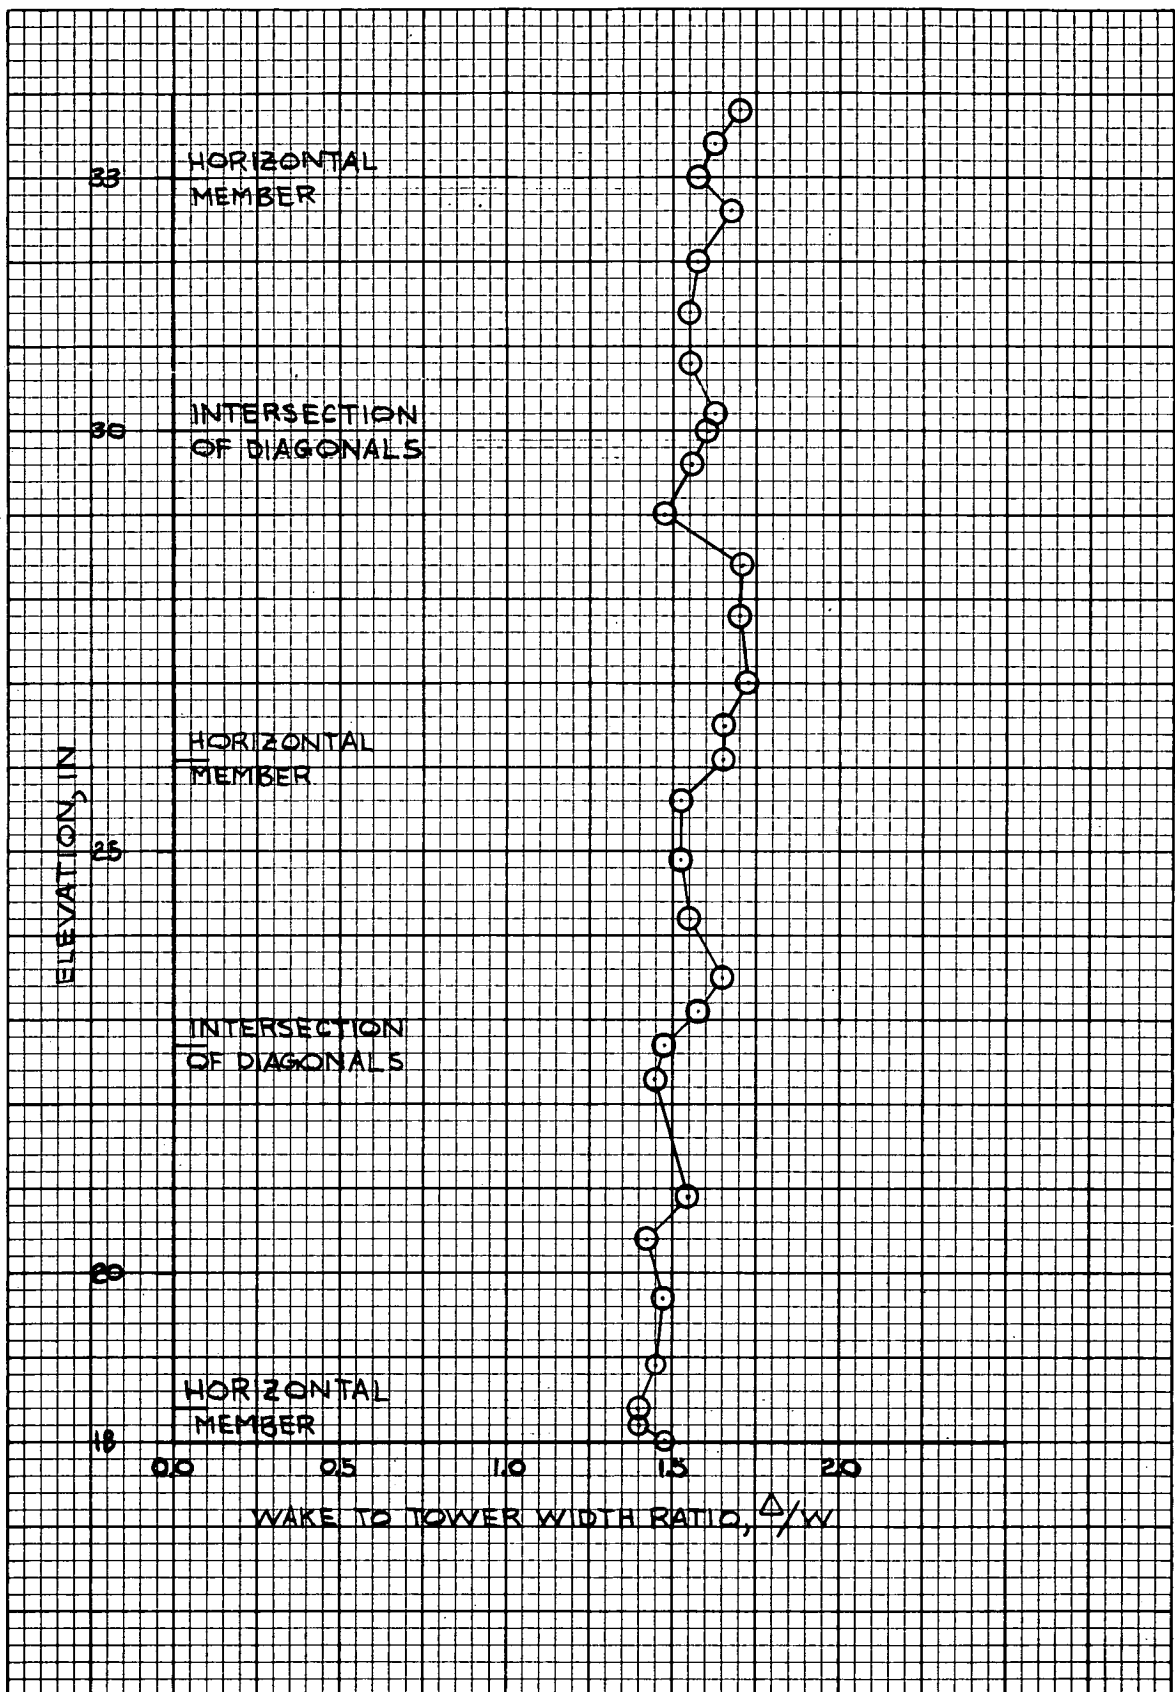 33
HORIZONTAL
MEMBER
30
INTERSECTION
OF DIAGONALS
HORIZONTAL
MEMBER
ELEVATION, IN
25
INTERSECTION
OF DIAGONALS
20
HORIZONTAL
MEMBER
18
0.0 0.5 1.0 1.5 2.0
WAKE TO TOWER WIDTH RATIO, Δ/W